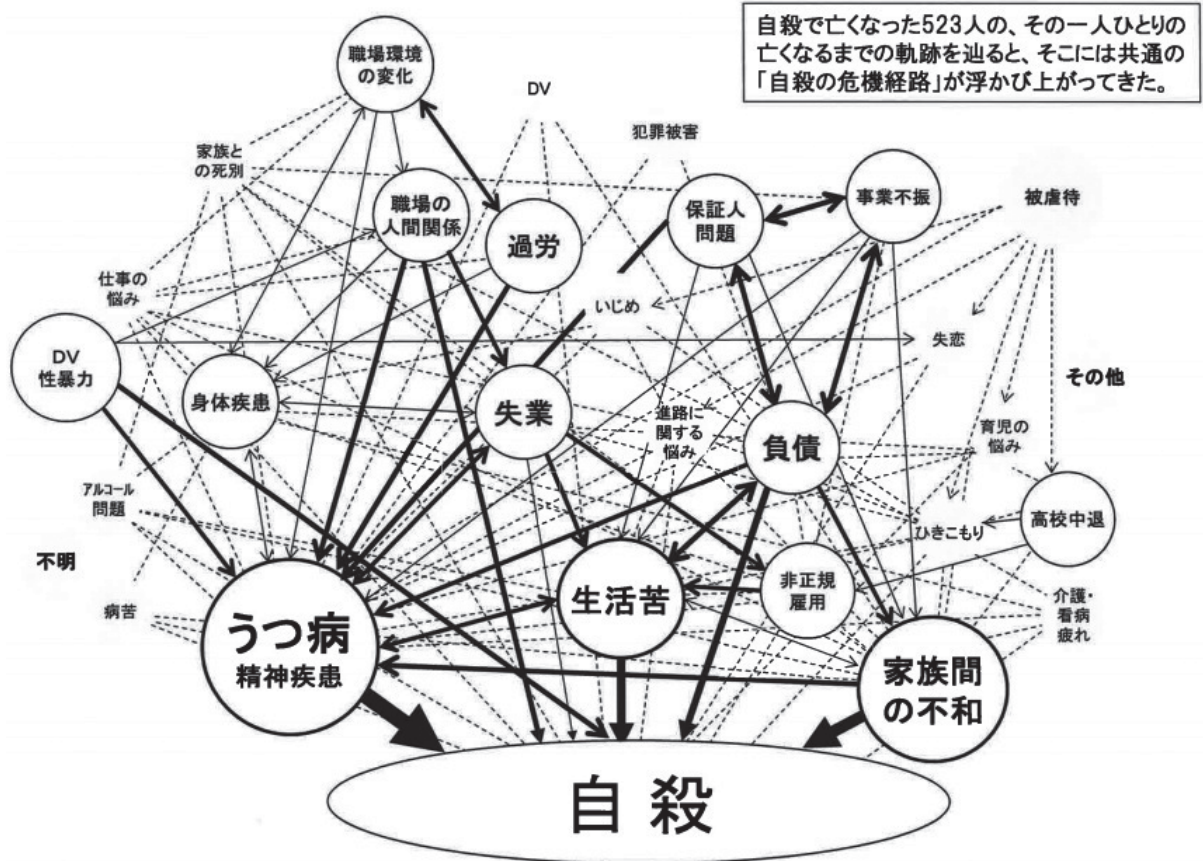 自殺で亡くなった523人の、その一人ひとりの
亡くなるまでの軌跡を辿ると、そこには共通の
「自殺の危機経路」が浮かび上がってきた。
職場環境
の変化
DV
犯罪被害
家族と
の死別
職場の
人間関係
過労
保証人
問題
事業不振
被虐待
仕事の
悩み
いじめ
失恋
DV
性暴力
その他
身体疾患
失業
進路に
関する
悩み
負債
育児の
悩み
アルコール
問題
ひきこもり
高校中退
不明
病苦
うつ病
精神疾患
生活苦
非正規
雇用
介護・
看病
疲れ
家族間
の不和
自殺